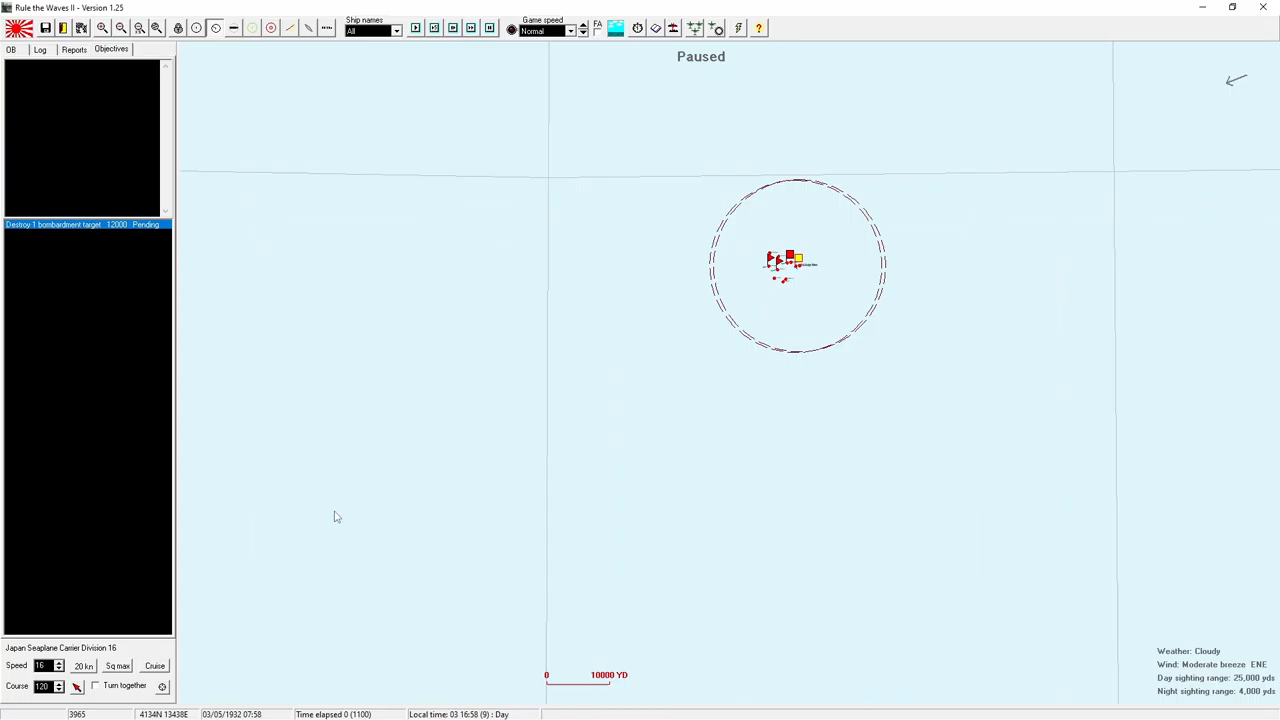 Rule the Waves II - Version 1.25
Ship names
All
Game speed
Normal
FA
OB Log Reports Objectives
Paused
Destroy 1 bombardment target 12000 Pending
Japan Seaplane Carrier Division 16
Speed 16 20 kn Sq max Cruise
Course 120 Turn together
0 10000 YD
Weather: Cloudy
Wind: Moderate breeze ENE
Day sighting range: 25,000 yds
Night sighting range: 4,000 yds
3965 4134N 13438E 03/05/1932 07:58 Time elapsed 0 (1100) Local time: 03 16:58 (9) : Day